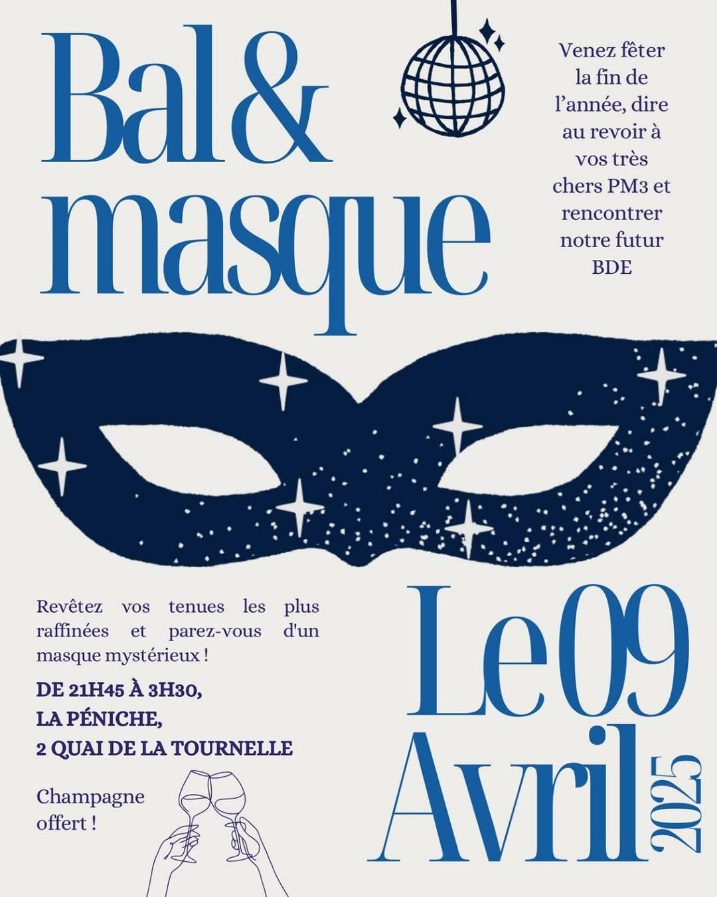 Bal &
masque
Venez fêter
la fin de
l’année, dire
au revoir à
vos très
chers PM3 et
rencontrer
notre futur
BDE
Revêtez vos tenues les plus
raffinées et parez-vous d'un
masque mystérieux !
DE 21H45 À 3H30,
LA PÉNICHE,
2 QUAI DE LA TOURNELLE
Champagne
offert !
Le 09
Avril
2025